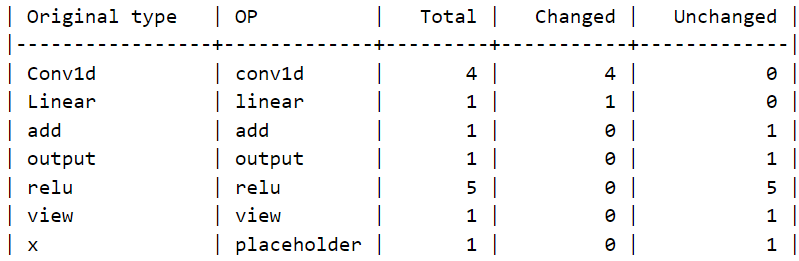 | Original type   | OP          |   Total |   Changed |   Unchanged |
|-----------------+-------------+---------+-----------+-------------|
| Conv1d          | conv1d      |       4 |         4 |           0 |
| Linear          | linear      |       1 |         1 |           0 |
| add             | add         |       1 |         0 |           1 |
| output          | output      |       1 |         0 |           1 |
| relu            | relu        |       5 |         0 |           5 |
| view            | view        |       1 |         0 |           1 |
| x               | placeholder |       1 |         0 |           1 |